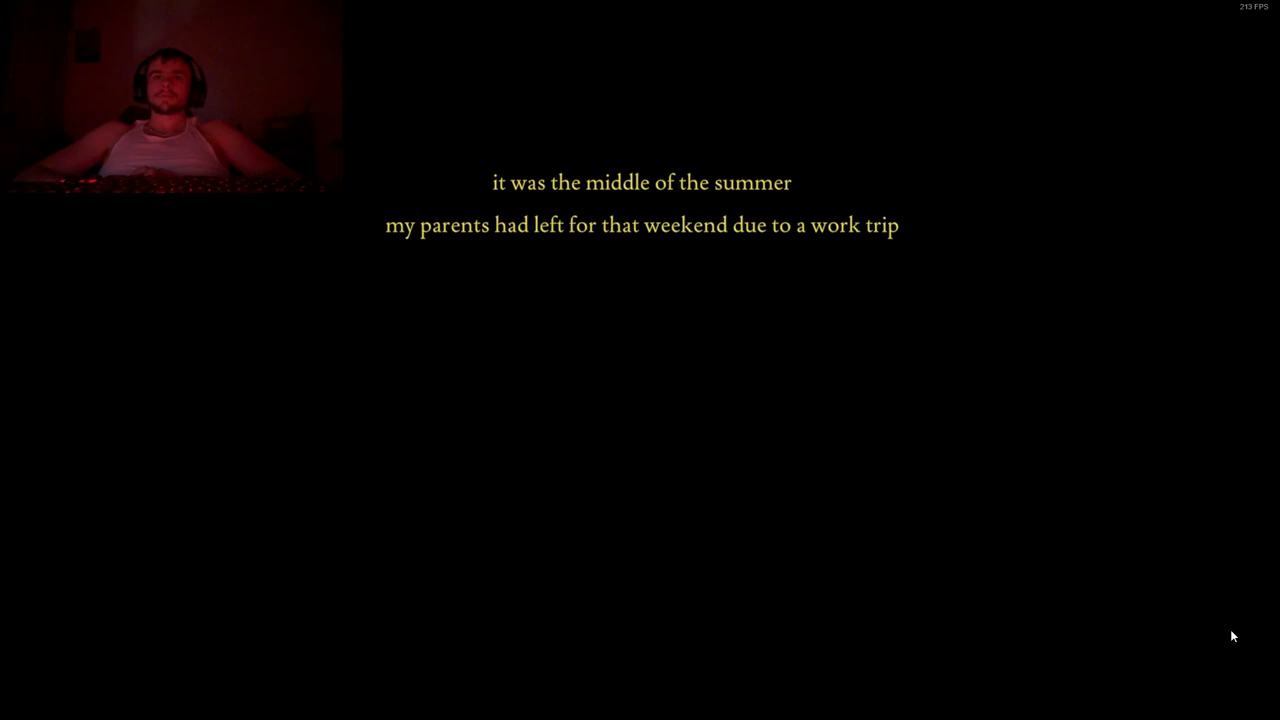 213 FPS
it was the middle of the summer
my parents had left for that weekend due to a work trip